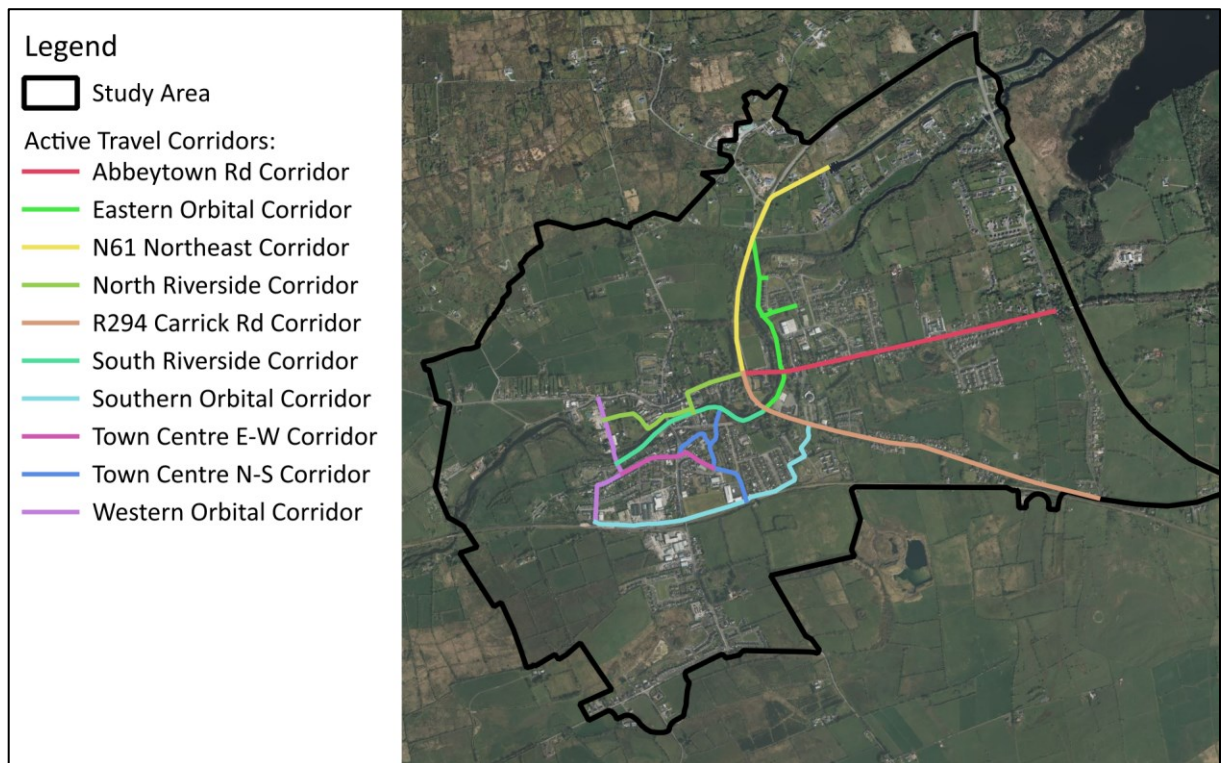 Legend
Study Area
Active Travel Corridors:
Abbeytown Rd Corridor
Eastern Orbital Corridor
N61 Northeast Corridor
North Riverside Corridor
R294 Carrick Rd Corridor
South Riverside Corridor
Southern Orbital Corridor
Town Centre E-W Corridor
Town Centre N-S Corridor
Western Orbital Corridor